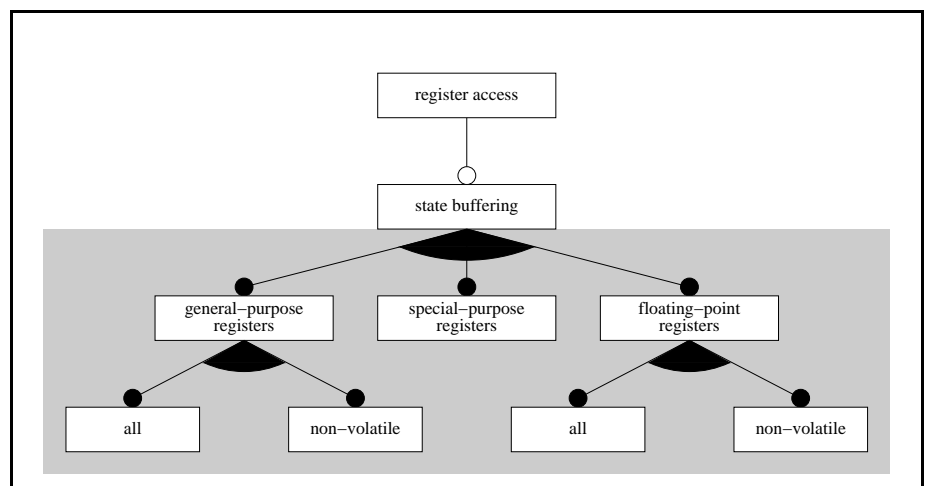 register access
state buffering
general−purpose
registers
special−purpose
registers
floating−point
registers
all
non−volatile
all
non−volatile